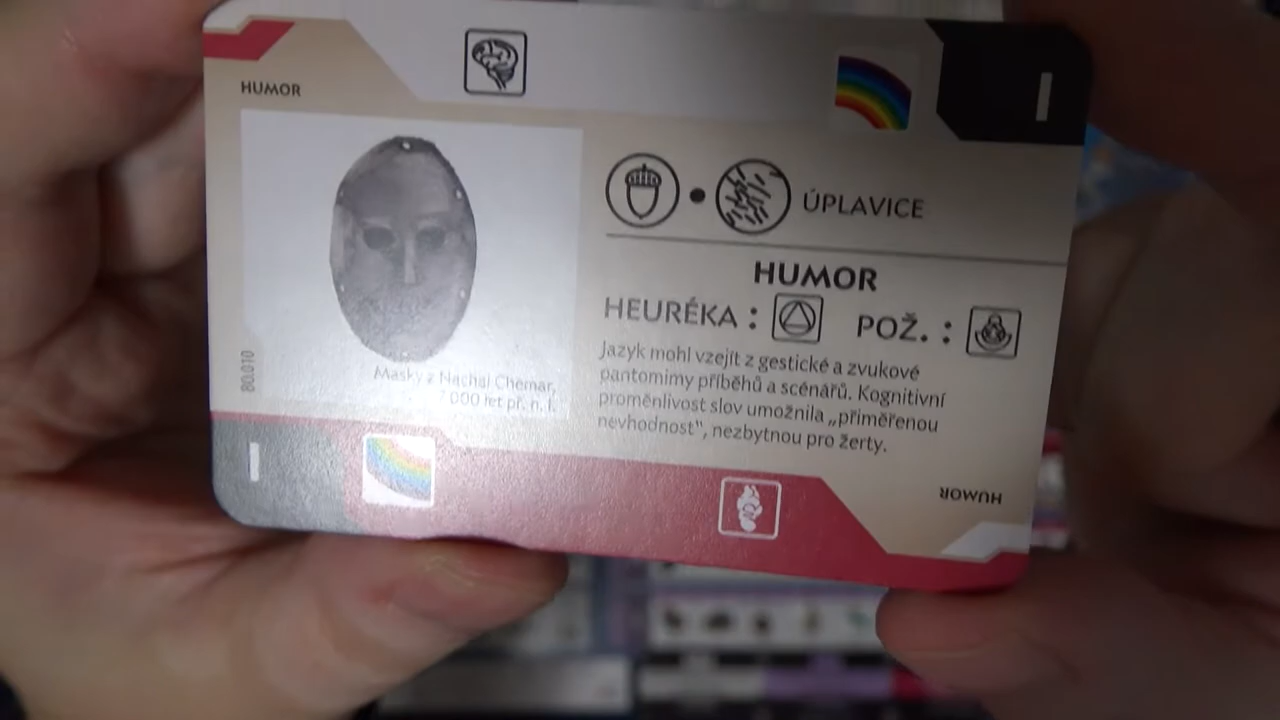 HUMOR
I
ÚPLAVICE
HUMOR
HEURÉKA : POŽ. :
Jazyk mohl vzejít z gestické a zvukové
pantomimy příběhů a scénářů. Kognitivní
proměnlivost slov umožnila „přiměřenou
nevhodnost“, nezbytnou pro žerty.
Masky z Nachal Chemar,
7 000 let př. n. l.
80.010
I
HUMOR